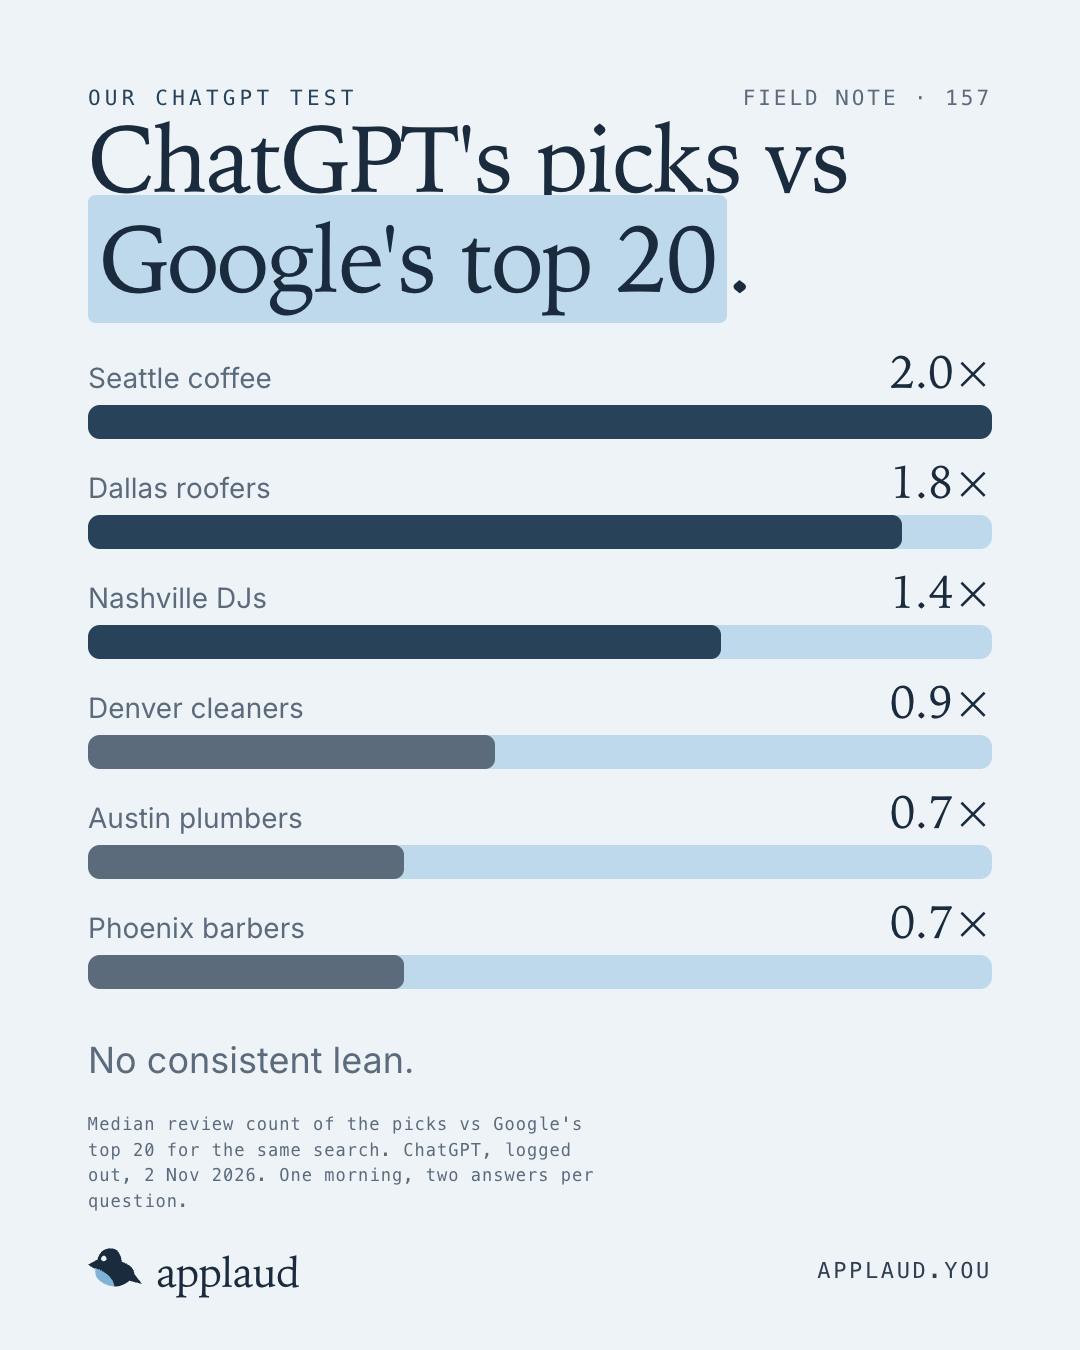 OUR CHATGPT TEST
FIELD NOTE · 157
ChatGPT's picks vs
Google's top 20.
Seattle coffee
2.0×
Dallas roofers
1.8×
Nashville DJs
1.4×
Denver cleaners
0.9×
Austin plumbers
0.7×
Phoenix barbers
0.7×
No consistent lean.
Median review count of the picks vs Google's
top 20 for the same search. ChatGPT, logged
out, 2 Nov 2026. One morning, two answers per
question.
applaud
APPLAUD.YOU